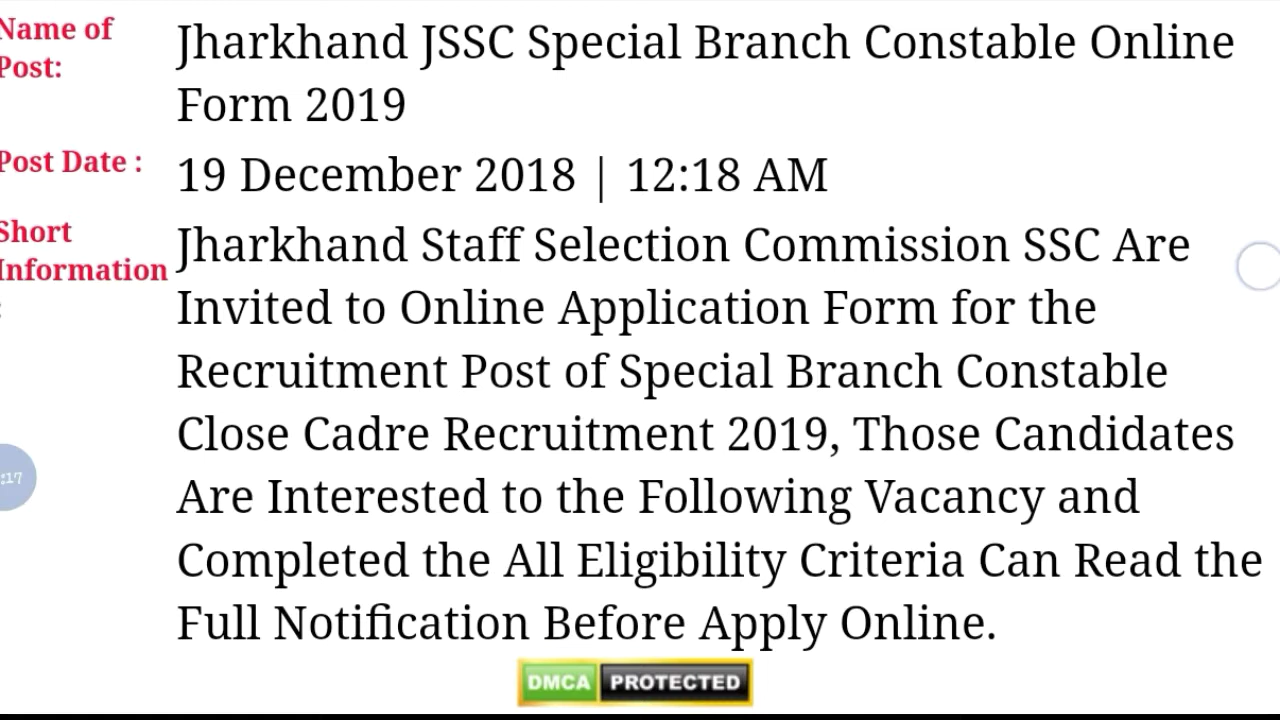 Name of
Post:
Jharkhand JSSC Special Branch Constable Online
Form 2019
Post Date :
19 December 2018 | 12:18 AM
Short
Information
:
Jharkhand Staff Selection Commission SSC Are
Invited to Online Application Form for the
Recruitment Post of Special Branch Constable
Close Cadre Recruitment 2019, Those Candidates
Are Interested to the Following Vacancy and
Completed the All Eligibility Criteria Can Read the
Full Notification Before Apply Online.
:17
DMCA PROTECTED